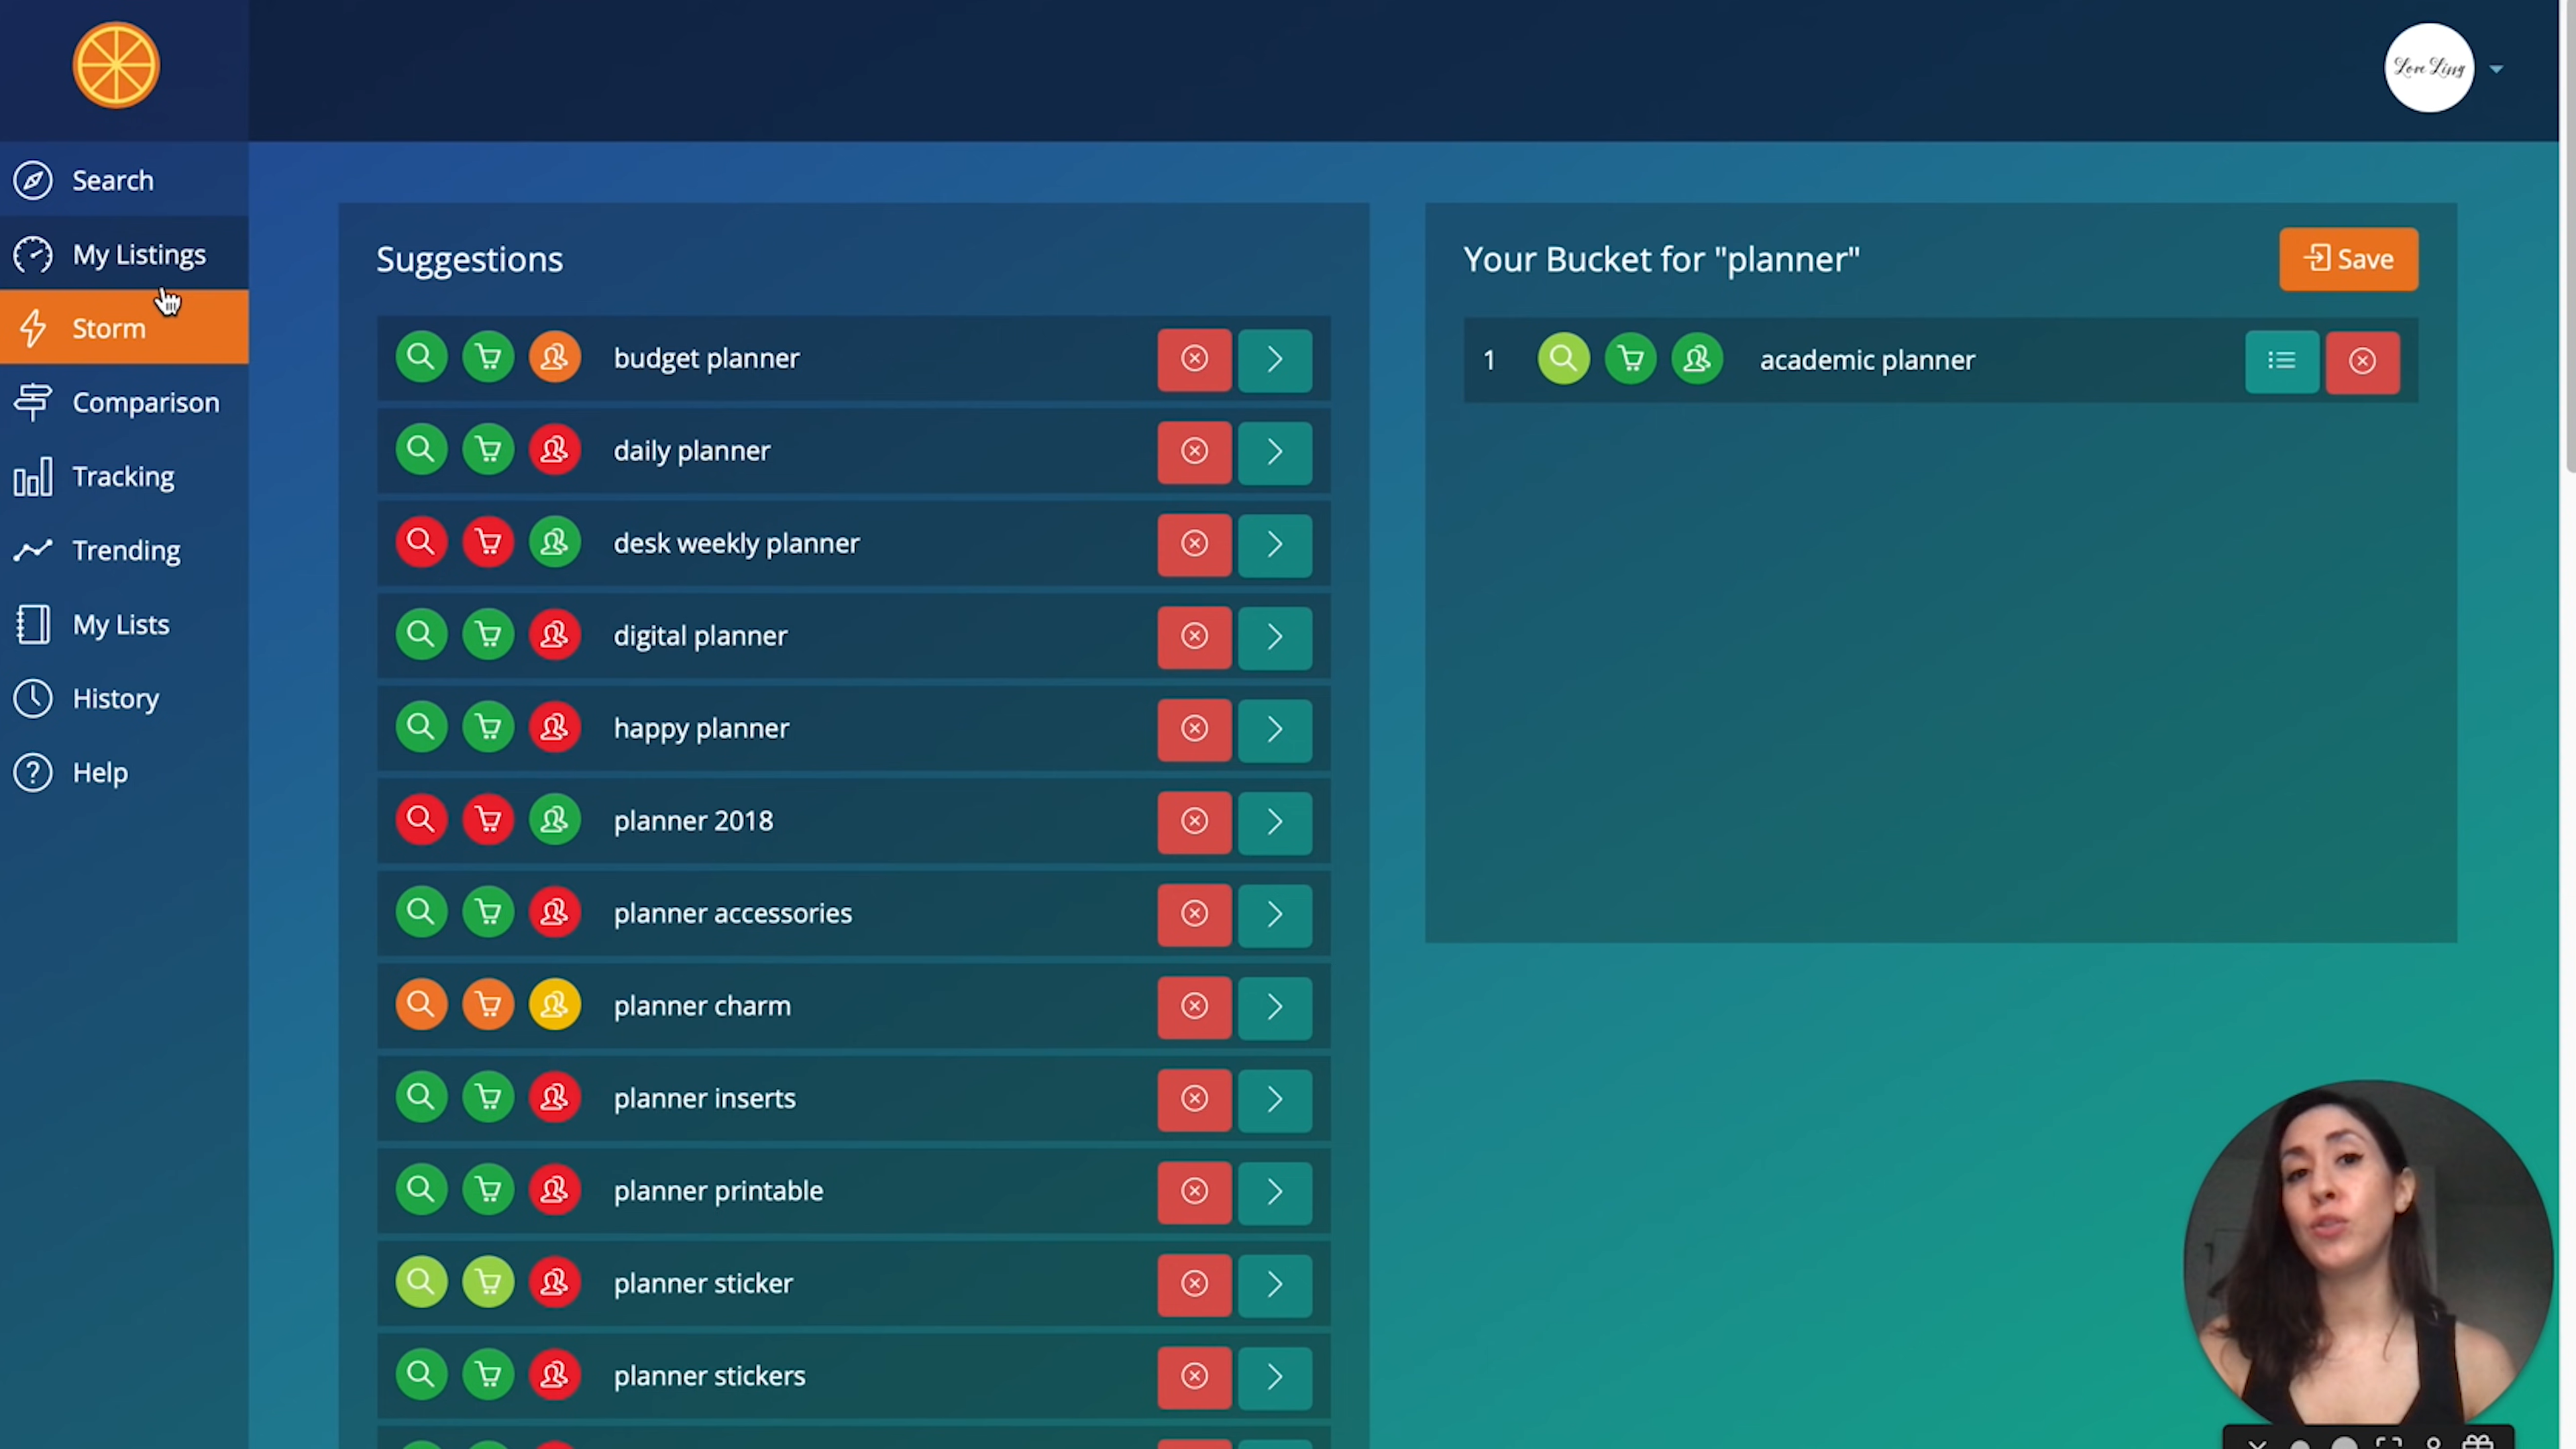 Love Lissy
Search
My Listings
Storm
Comparison
Tracking
Trending
My Lists
History
Help
Suggestions
budget planner
daily planner
desk weekly planner
digital planner
happy planner
planner 2018
planner accessories
planner charm
planner inserts
planner printable
planner sticker
planner stickers
Your Bucket for "planner"
Save
1 academic planner